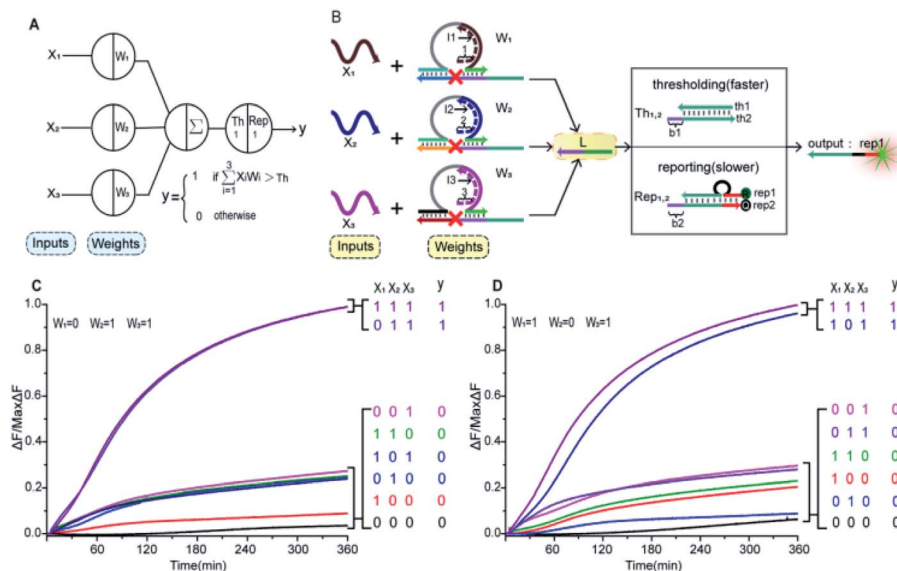 A
X₁
W₁
X₂
W₂
Σ
Th
1
Rep
1
y
X₃
W₃
y = { 1 if ∑³ᵢ₌₁ XᵢWᵢ > Th
0 otherwise
Inputs
Weights
B
X₁
+
I1
1
W₁
X₂
+
I2
2
W₂
X₃
+
I3
3
W₃
Inputs
Weights
L
thresholding(faster)
Th₁,₂
th1
th2
b1
reporting(slower)
Rep₁,₂
R
rep1
Q
rep2
b2
output : rep1
C
W₁=0 W₂=1 W₃=1
X₁ X₂ X₃ y
1 1 1 1
0 1 1 1
0 0 1 0
1 1 0 0
1 0 1 0
0 1 0 0
1 0 0 0
0 0 0 0
ΔF/MaxΔF
1.0
0.8
0.6
0.4
0.2
0.0
60 120 180 240 300 360
Time(min)
D
W₁=1 W₂=0 W₃=1
X₁ X₂ X₃ y
1 1 1 1
1 0 1 1
0 0 1 0
0 1 1 0
1 1 0 0
1 0 0 0
0 1 0 0
0 0 0 0
ΔF/MaxΔF
1.0
0.8
0.6
0.4
0.2
0.0
60 120 180 240 300 360
Time(min)